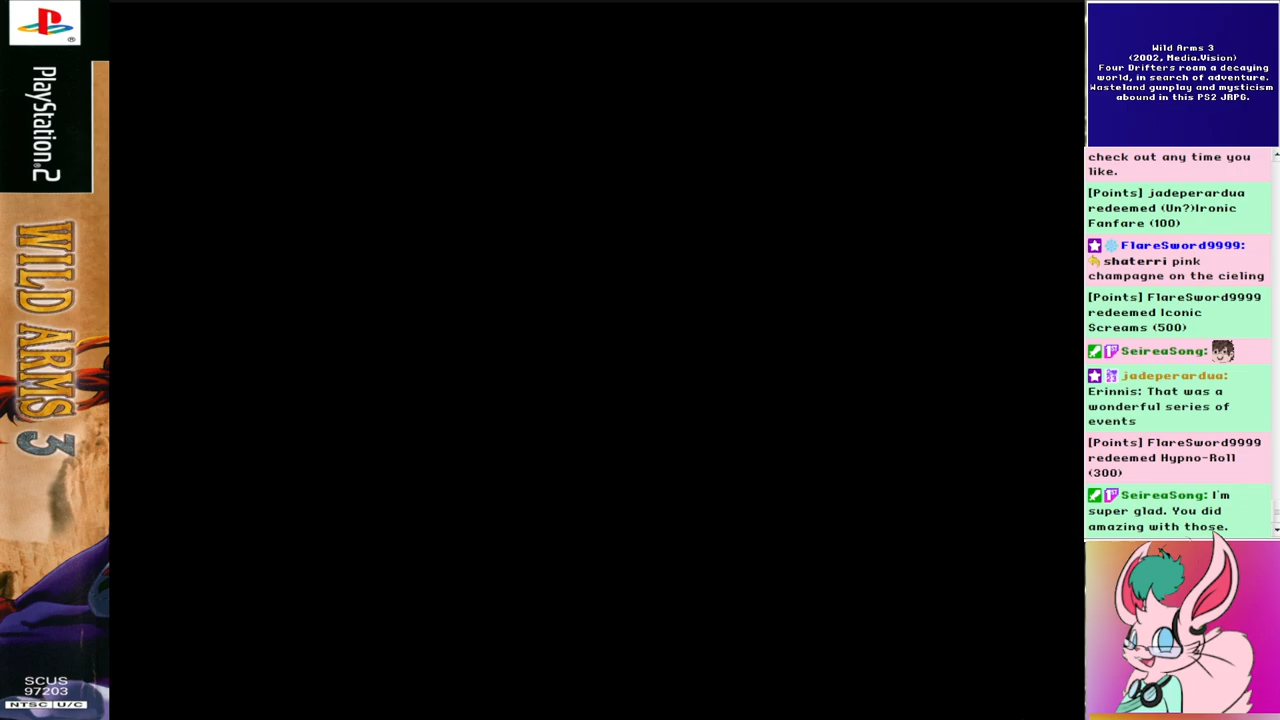 PlayStation®2
WILD ARMS 3
SCUS
97203
NTSC U/C
Wild Arms 3
(2002, Media.Vision)
Four Drifters roam a decaying
world, in search of adventure.
Wasteland gunplay and mysticism
abound in this PS2 JRPG.
check out any time you
like.
[Points] jadeperardua
redeemed (Un?)Ironic
Fanfare (100)
FlareSword9999:
shaterri pink
champagne on the cieling
[Points] FlareSword9999
redeemed Iconic
Screams (500)
SeireaSong:
jadeperardua:
Erinnis: That was a
wonderful series of
events
[Points] FlareSword9999
redeemed Hypno-Roll
(300)
SeireaSong: I'm
super glad. You did
amazing with those.